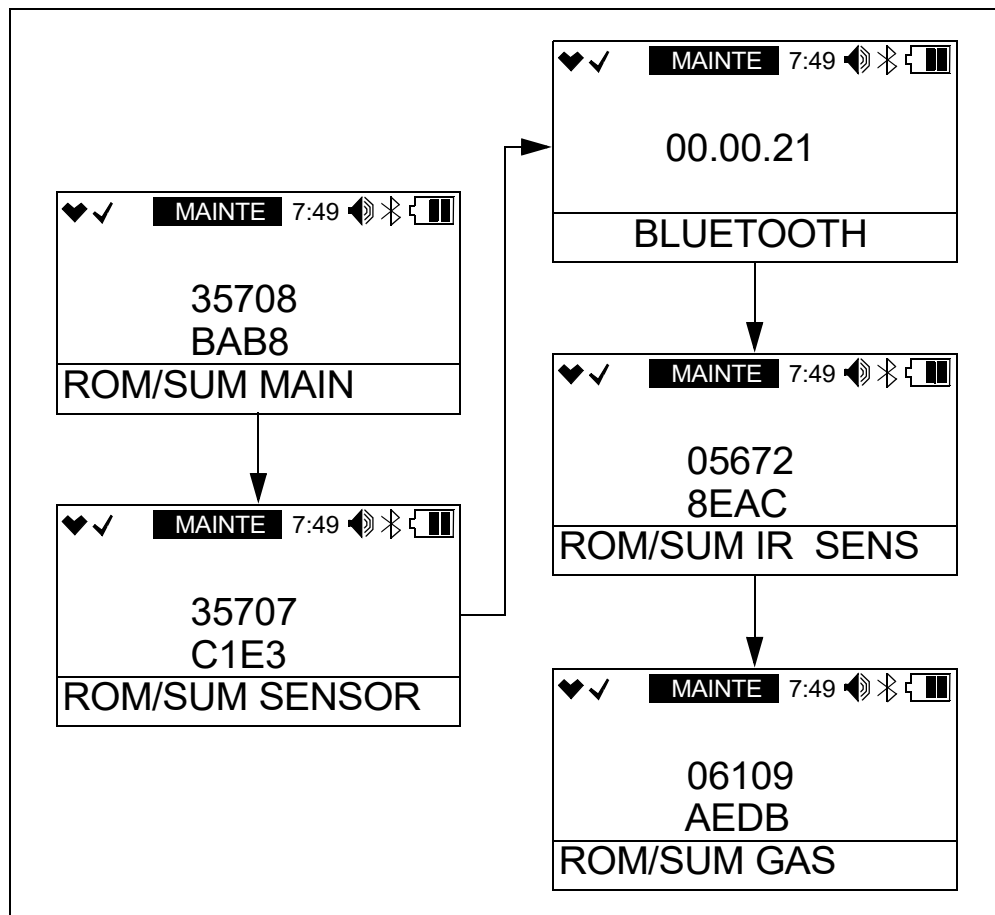 MAINTE 7:49
35708
BAB8
ROM/SUM MAIN
MAINTE 7:49
35707
C1E3
ROM/SUM SENSOR
MAINTE 7:49
00.00.21
BLUETOOTH
MAINTE 7:49
05672
8EAC
ROM/SUM IR  SENS
MAINTE 7:49
06109
AEDB
ROM/SUM GAS